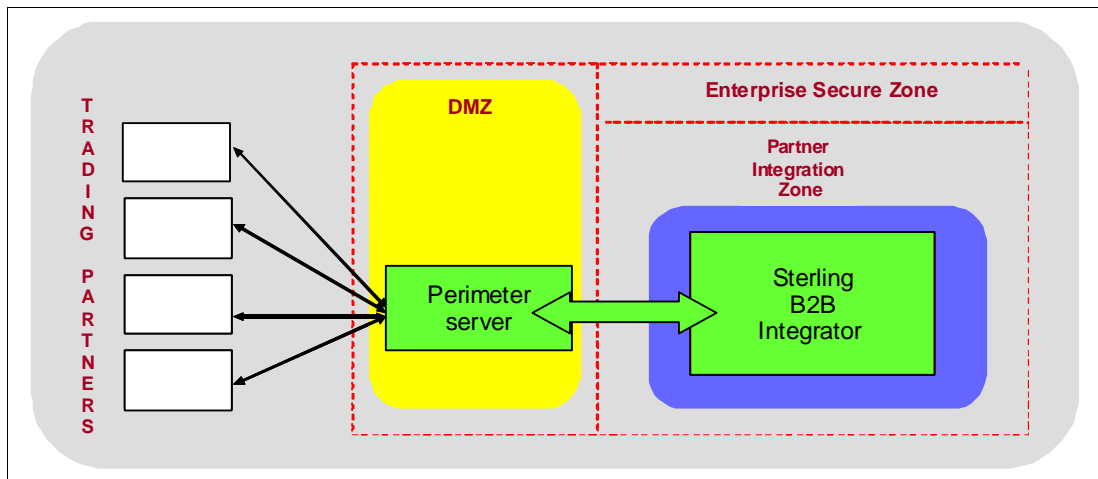 TRADING PARTNERS
DMZ
Enterprise Secure Zone
Partner
Integration
Zone
Perimeter
server
Sterling
B2B
Integrator